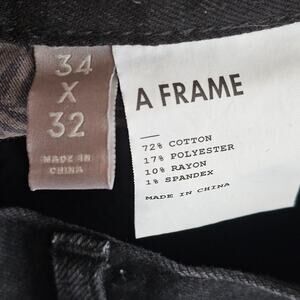 34
X
32
MADE IN
CHINA
A FRAME
72% COTTON
17% POLYESTER
10% RAYON
1% SPANDEX
MADE IN CHINA